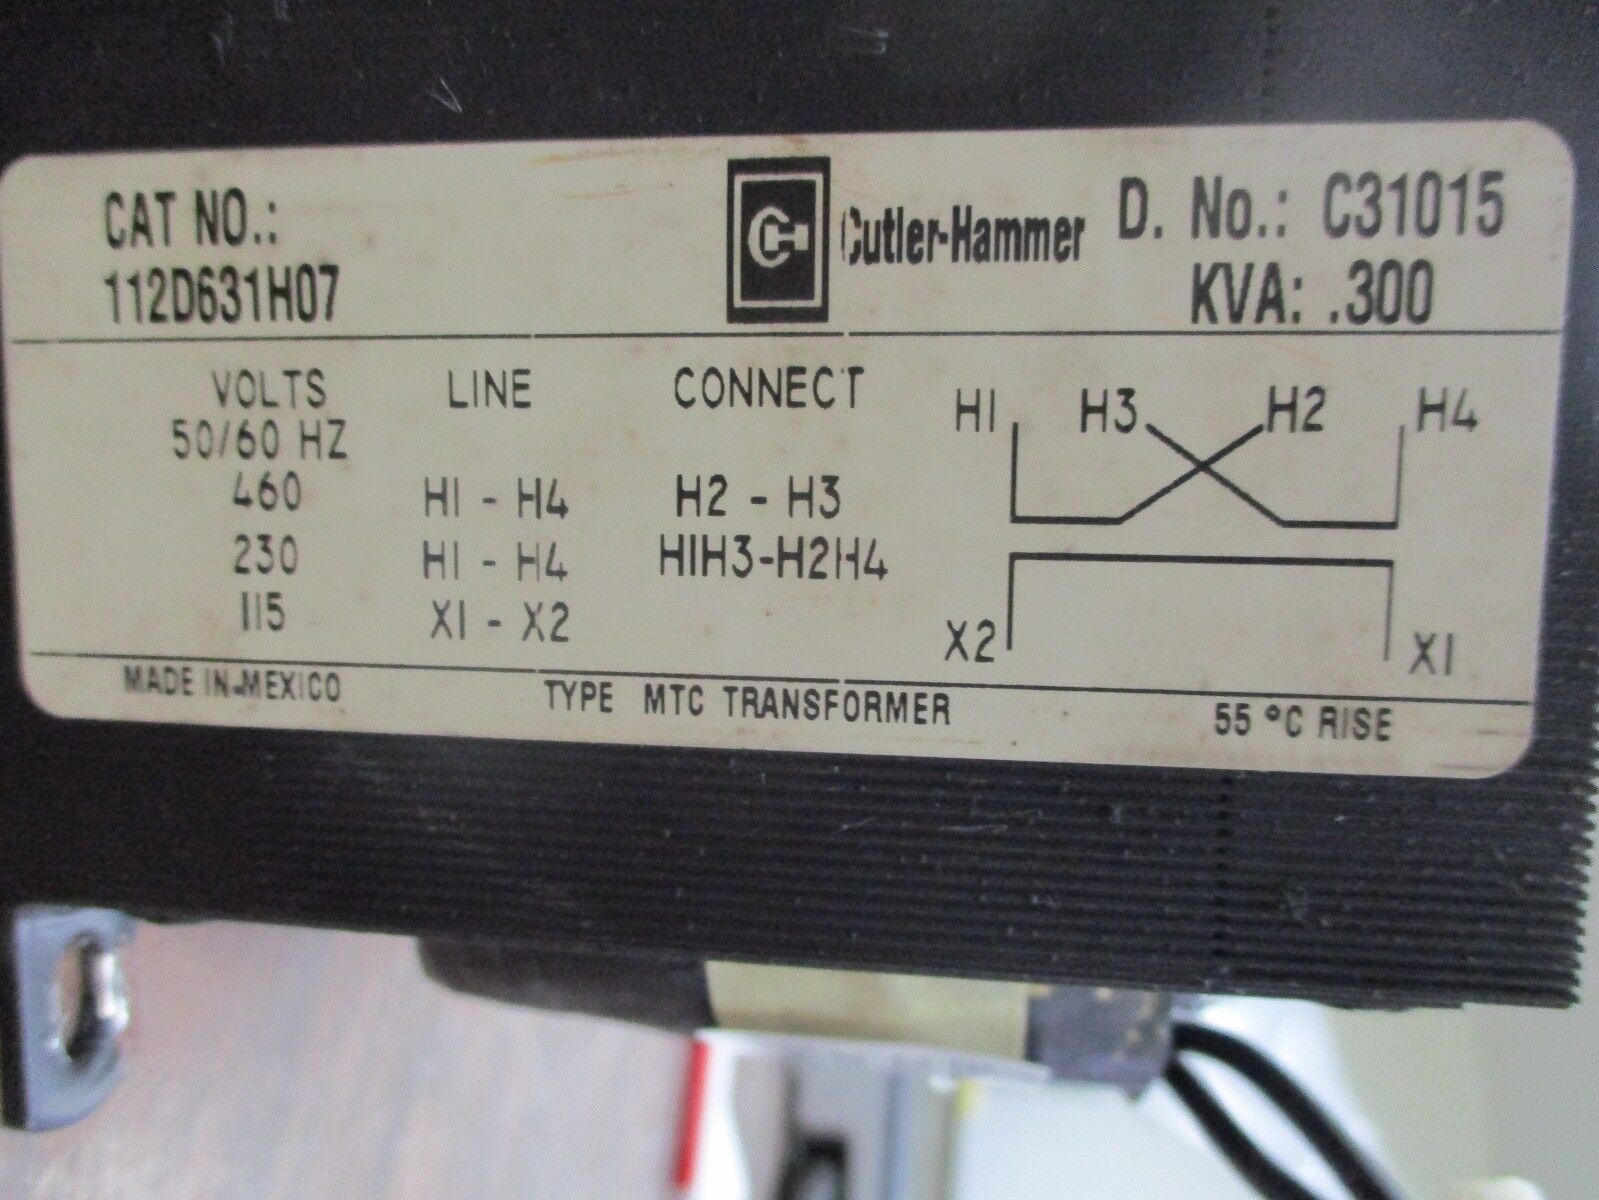 CAT NO.:
112D631H07
CH
Cutler-Hammer
D. No.: C31015
KVA: .300
VOLTS LINE CONNECT
50/60 HZ
460 H1 - H4 H2 - H3
230 H1 - H4 H1H3-H2H4
115 X1 - X2
H1 H3 H2 H4
X2 X1
MADE IN MEXICO TYPE MTC TRANSFORMER 55 °C RISE